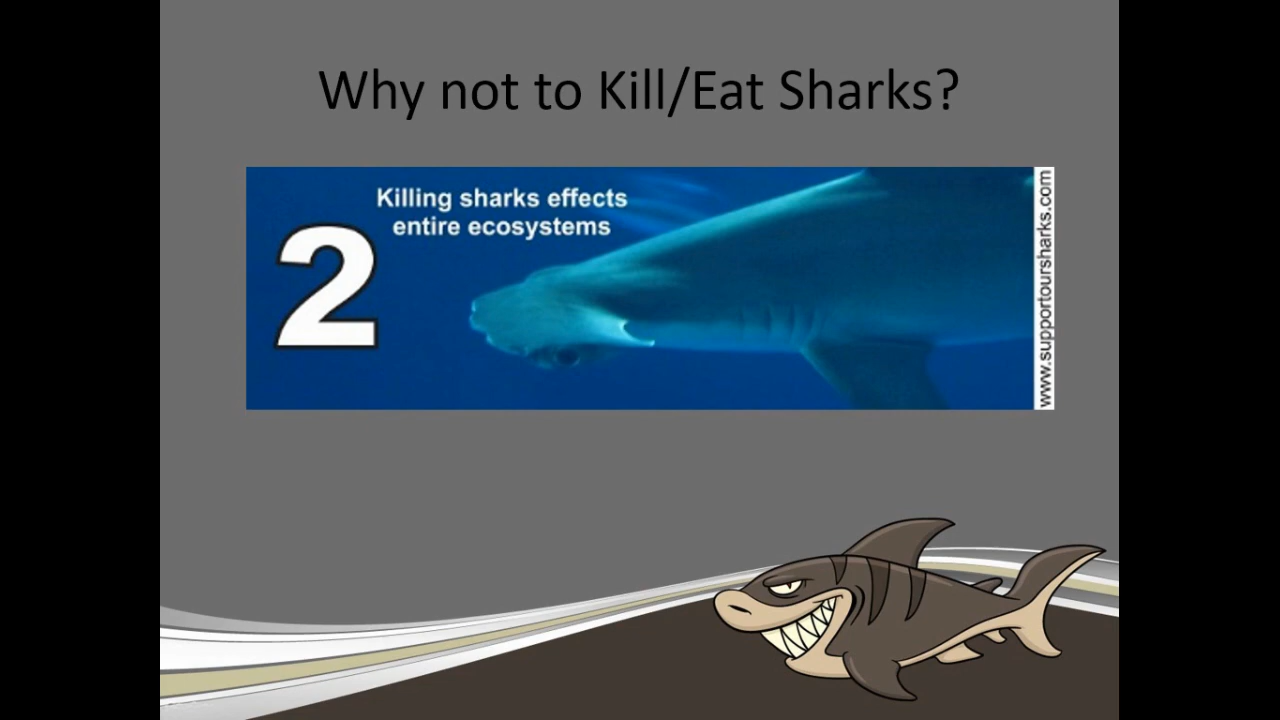 Why not to Kill/Eat Sharks?
Killing sharks effects
entire ecosystems
2
www.supportoursharks.com